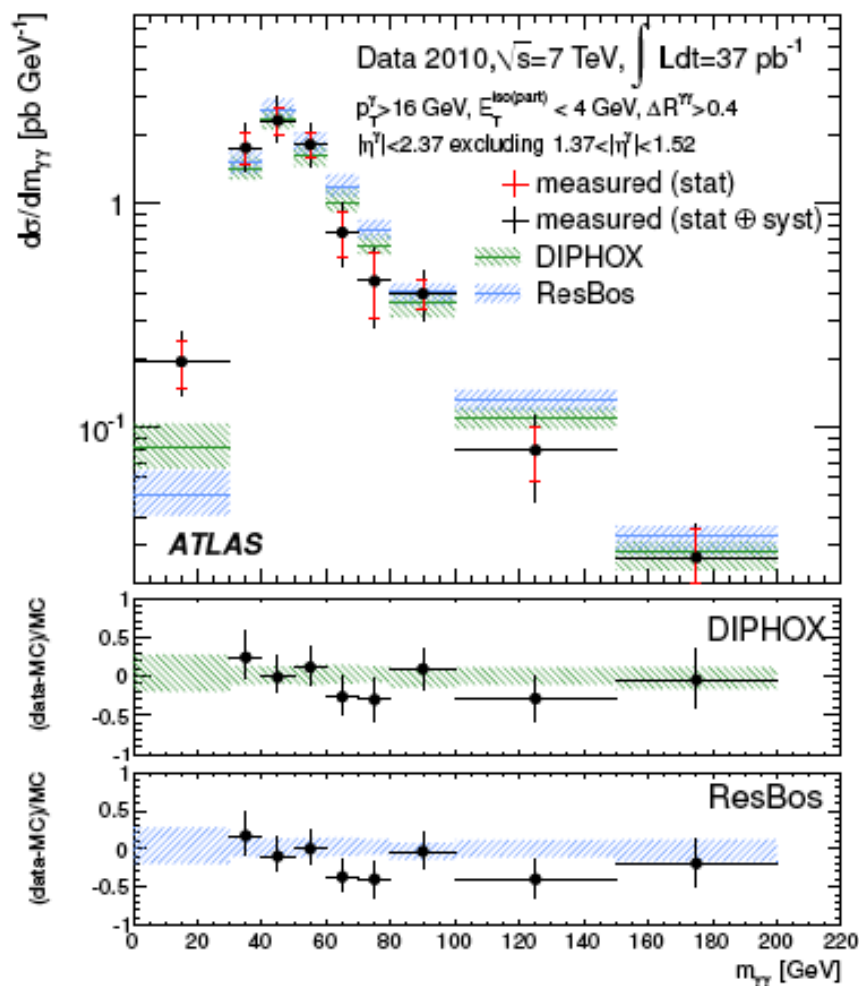 Data 2010, √s=7 TeV, ∫ Ldt=37 pb⁻¹
p_T^γ>16 GeV, E_T^iso(part) < 4 GeV, ΔR^γγ>0.4
|η^γ|<2.37 excluding 1.37<|η^γ|<1.52
measured (stat)
measured (stat ⊕ syst)
DIPHOX
ResBos
dσ/dm_γγ [pb GeV⁻¹]
1
10⁻¹
ATLAS
DIPHOX
(data-MC)/MC
1
0.5
0
-0.5
-1
ResBos
(data-MC)/MC
1
0.5
0
-0.5
-1
0 20 40 60 80 100 120 140 160 180 200 220
m_γγ [GeV]